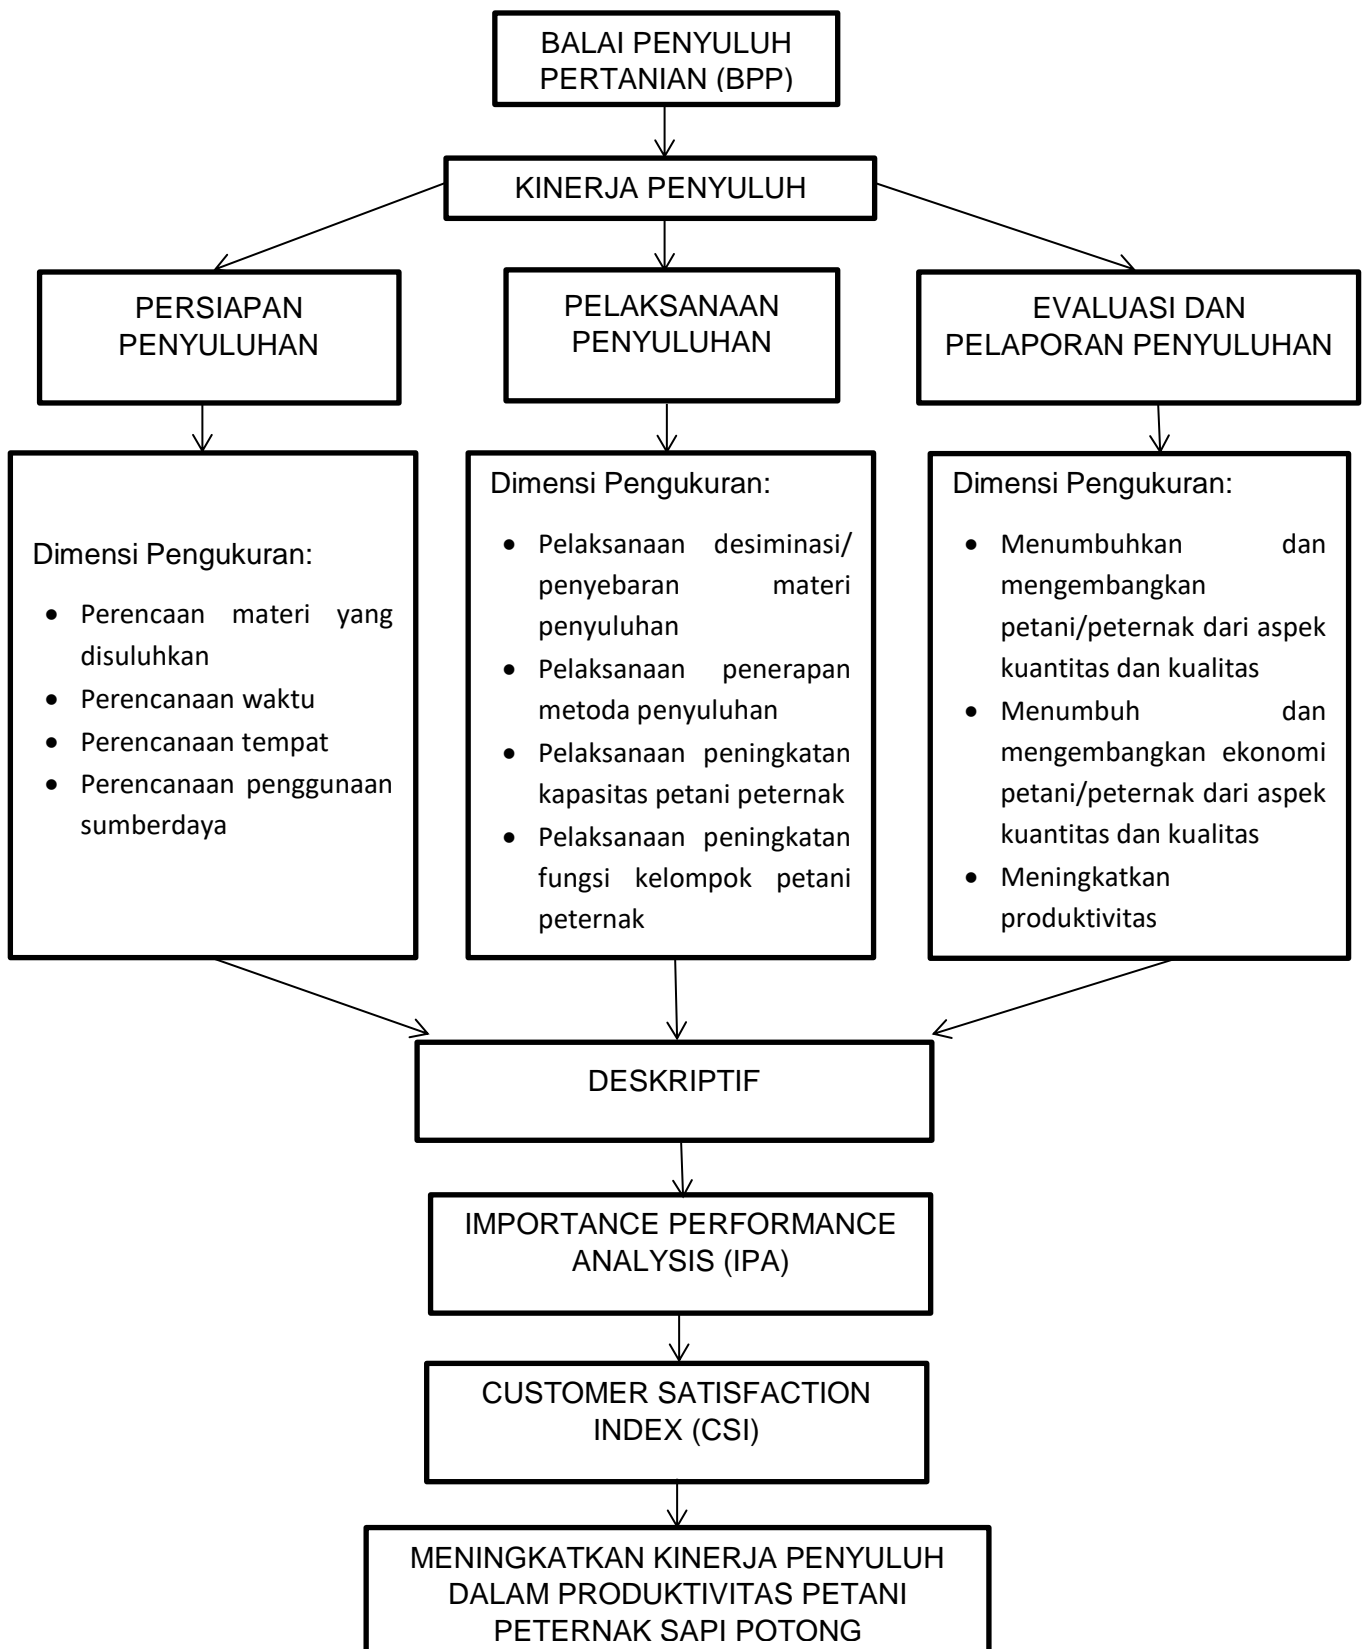 BALAI PENYULUH
PERTANIAN (BPP)
KINERJA PENYULUH
PERSIAPAN
PENYULUHAN
PELAKSANAAN
PENYULUHAN
EVALUASI DAN
PELAPORAN PENYULUHAN
Dimensi Pengukuran:
• Perencaan materi yang
disuluhkan
• Perencanaan waktu
• Perencanaan tempat
• Perencanaan penggunaan
sumberdaya
Dimensi Pengukuran:
• Pelaksanaan desiminasi/
penyebaran materi
penyuluhan
• Pelaksanaan penerapan
metoda penyuluhan
• Pelaksanaan peningkatan
kapasitas petani peternak
• Pelaksanaan peningkatan
fungsi kelompok petani
peternak
Dimensi Pengukuran:
• Menumbuhkan dan
mengembangkan
petani/peternak dari aspek
kuantitas dan kualitas
• Menumbuh dan
mengembangkan ekonomi
petani/peternak dari aspek
kuantitas dan kualitas
• Meningkatkan
produktivitas
DESKRIPTIF
IMPORTANCE PERFORMANCE
ANALYSIS (IPA)
CUSTOMER SATISFACTION
INDEX (CSI)
MENINGKATKAN KINERJA PENYULUH
DALAM PRODUKTIVITAS PETANI
PETERNAK SAPI POTONG